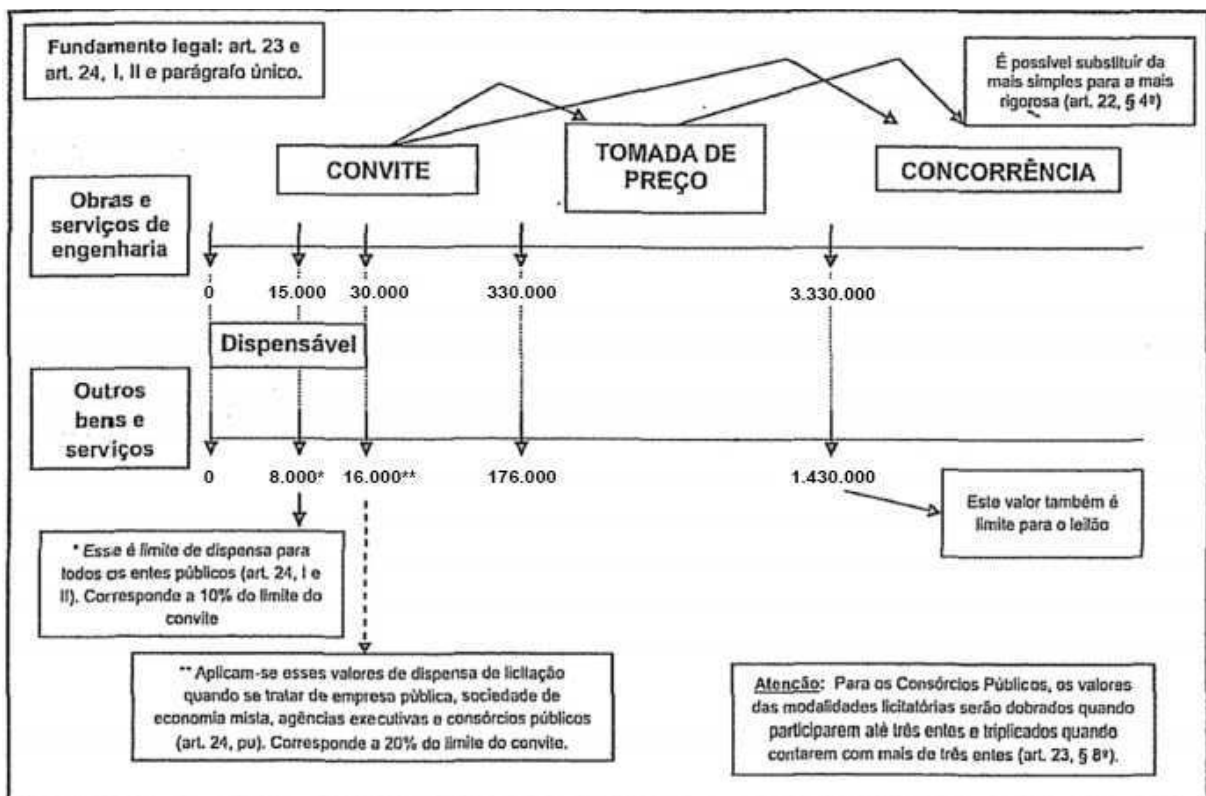 Fundamento legal: art. 23 e
art. 24, I, II e parágrafo único.
É possível substituir da
mais simples para a mais
rigorosa (art. 22, § 4º)
CONVITE
TOMADA DE
PREÇO
CONCORRÊNCIA
Obras e
serviços de
engenharia
0 15.000 30.000 330.000 3.330.000
Dispensável
Outros
bens e
serviços
0 8.000* 16.000** 176.000 1.430.000
Este valor também é
limite para o leilão
* Esse é limite de dispensa para
todos os entes públicos (art. 24, I e
II). Corresponde a 10% do limite do
convite
** Aplicam-se esses valores de dispensa de licitação
quando se tratar de empresa pública, sociedade de
economia mista, agências executivas e consórcios públicos
(art. 24, pu). Corresponde a 20% do limite do convite.
Atenção: Para os Consórcios Públicos, os valores
das modalidades licitatórias serão dobrados quando
participarem até três entes e triplicados quando
contarem com mais de três entes (art. 23, § 8º).